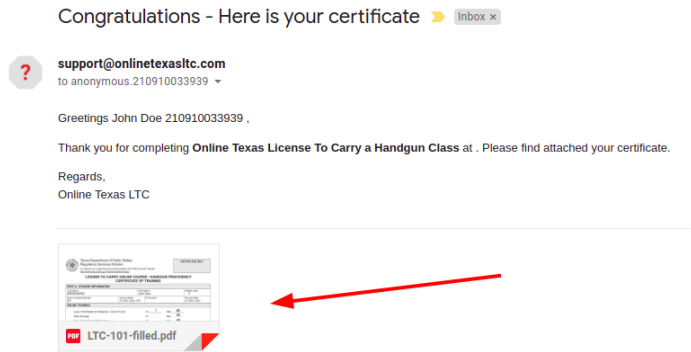 Congratulations - Here is your certificate
Inbox ×
?
support@onlinetexasltc.com
to anonymous.210910033939
Greetings John Doe 210910033939 ,
Thank you for completing Online Texas License To Carry a Handgun Class at . Please find attached your certificate.
Regards,
Online Texas LTC
Texas Department of Public Safety
Regulatory Services Division
LICENSE TO CARRY ONLINE COURSE / HANDGUN PROFICIENCY
CERTIFICATE OF TRAINING
PDF LTC-101-filled.pdf